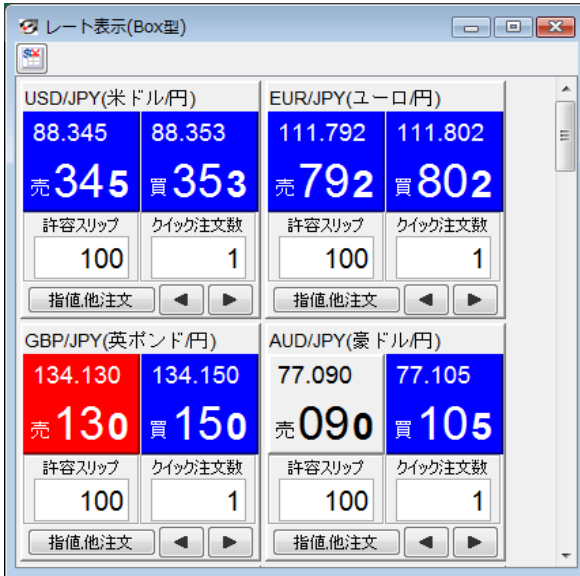 レート表示(Box型)
USD/JPY(米ドル/円)
88.345 88.353
売345 買353
許容スリップ クイック注文数
100 1
指値,他注文
EUR/JPY(ユーロ/円)
111.792 111.802
売792 買802
許容スリップ クイック注文数
100 1
指値,他注文
GBP/JPY(英ポンド/円)
134.130 134.150
売130 買150
許容スリップ クイック注文数
100 1
指値,他注文
AUD/JPY(豪ドル/円)
77.090 77.105
売090 買105
許容スリップ クイック注文数
100 1
指値,他注文